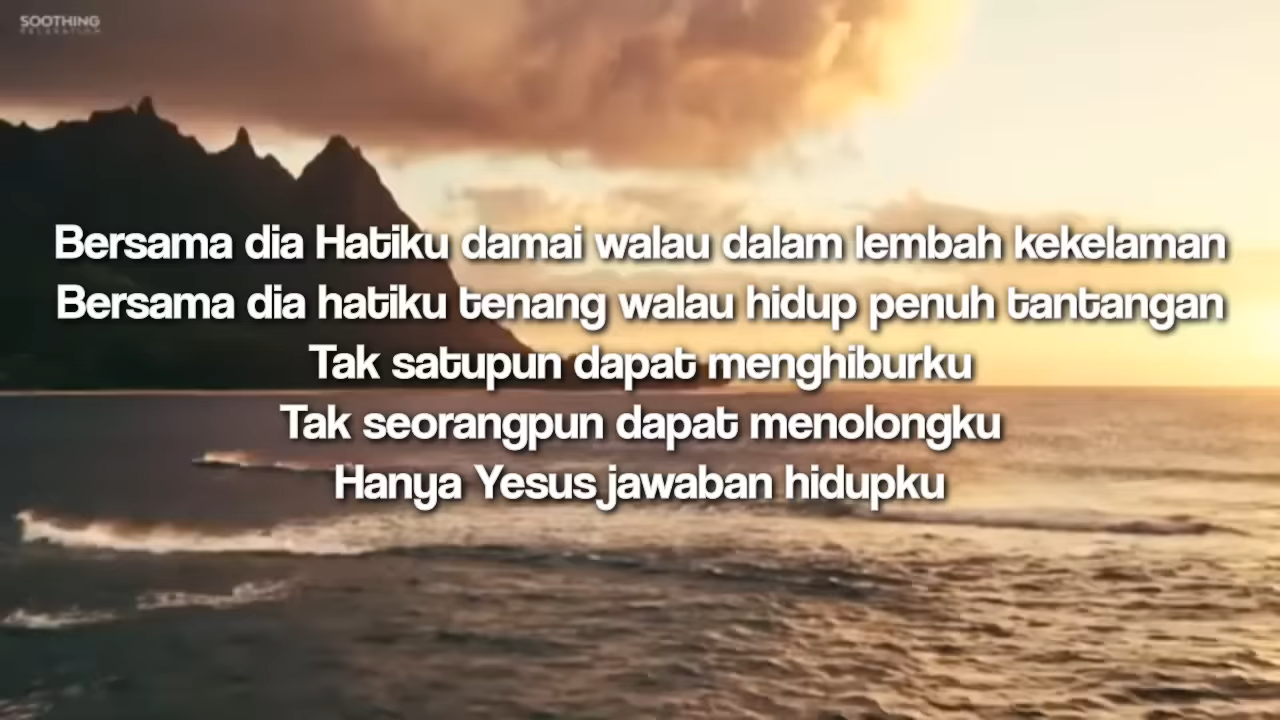 SOOTHING
RELAXATION
Bersama dia Hatiku damai walau dalam lembah kekelaman
Bersama dia hatiku tenang walau hidup penuh tantangan
Tak satupun dapat menghiburku
Tak seorangpun dapat menolongku
Hanya Yesus jawaban hidupku